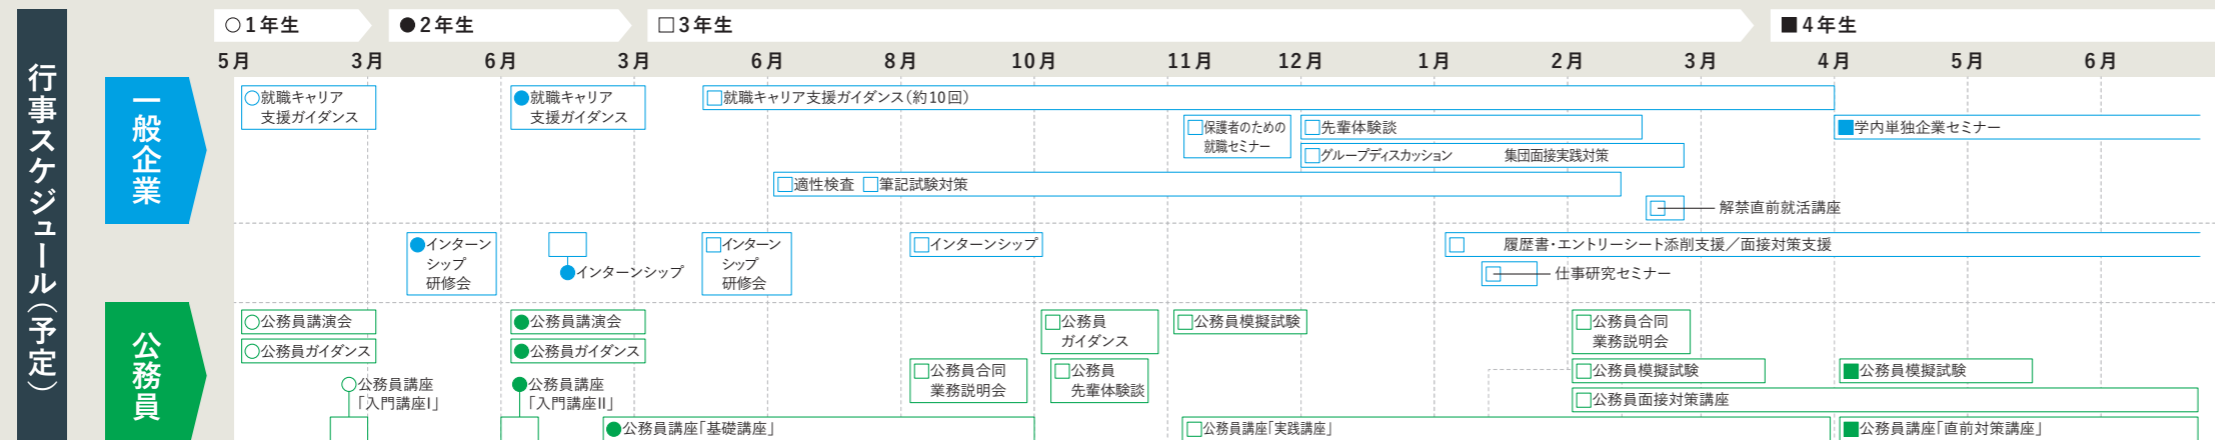 行事スケジュール(予定)
○1年生
●2年生
□3年生
■4年生
5月 3月 6月 3月 6月 8月 10月 11月 12月 1月 2月 3月 4月 5月 6月
一般企業
○就職キャリア
支援ガイダンス
●就職キャリア
支援ガイダンス
□就職キャリア支援ガイダンス(約10回)
□保護者のための
就職セミナー
□先輩体験談
■学内単独企業セミナー
□グループディスカッション 集団面接実践対策
□適性検査 □筆記試験対策
□解禁直前就活講座
●インターン
シップ
研修会
●インターンシップ
□インターン
シップ
研修会
□インターンシップ
□履歴書・エントリーシート添削支援/面接対策支援
□仕事研究セミナー
公務員
○公務員講演会
●公務員講演会
□公務員
ガイダンス
□公務員模擬試験
□公務員合同
業務説明会
○公務員ガイダンス
●公務員ガイダンス
□公務員合同
業務説明会
□公務員
先輩体験談
□公務員模擬試験
■公務員模擬試験
○公務員講座
「入門講座I」
●公務員講座
「入門講座II」
□公務員面接対策講座
●公務員講座「基礎講座」
□公務員講座「実践講座」
■公務員講座「直前対策講座」